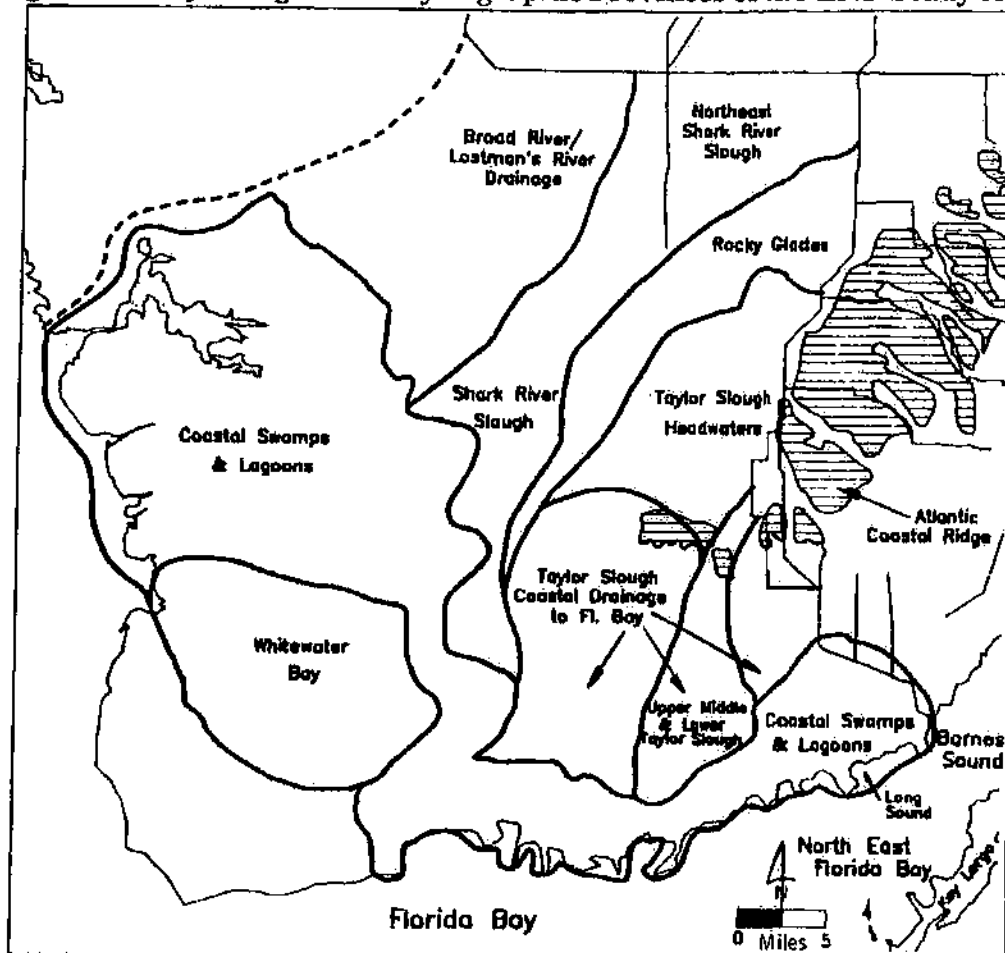 Broad River/
Lostman's River
Drainage
Northeast
Shark River
Slough
Rocky Glades
Shark River
Slough
Taylor Slough
Headwaters
Coastal Swamps
& Lagoons
Atlantic
Coastal Ridge
Taylor Slough
Coastal Drainage
to Fl. Bay
Whitewater
Bay
Upper Middle
& Lower
Taylor Slough
Coastal Swamps
& Lagoons
Barnes
Sound
Long
Sound
North East
Florida Bay
Key Largo
N
Florida Bay
0 Miles 5